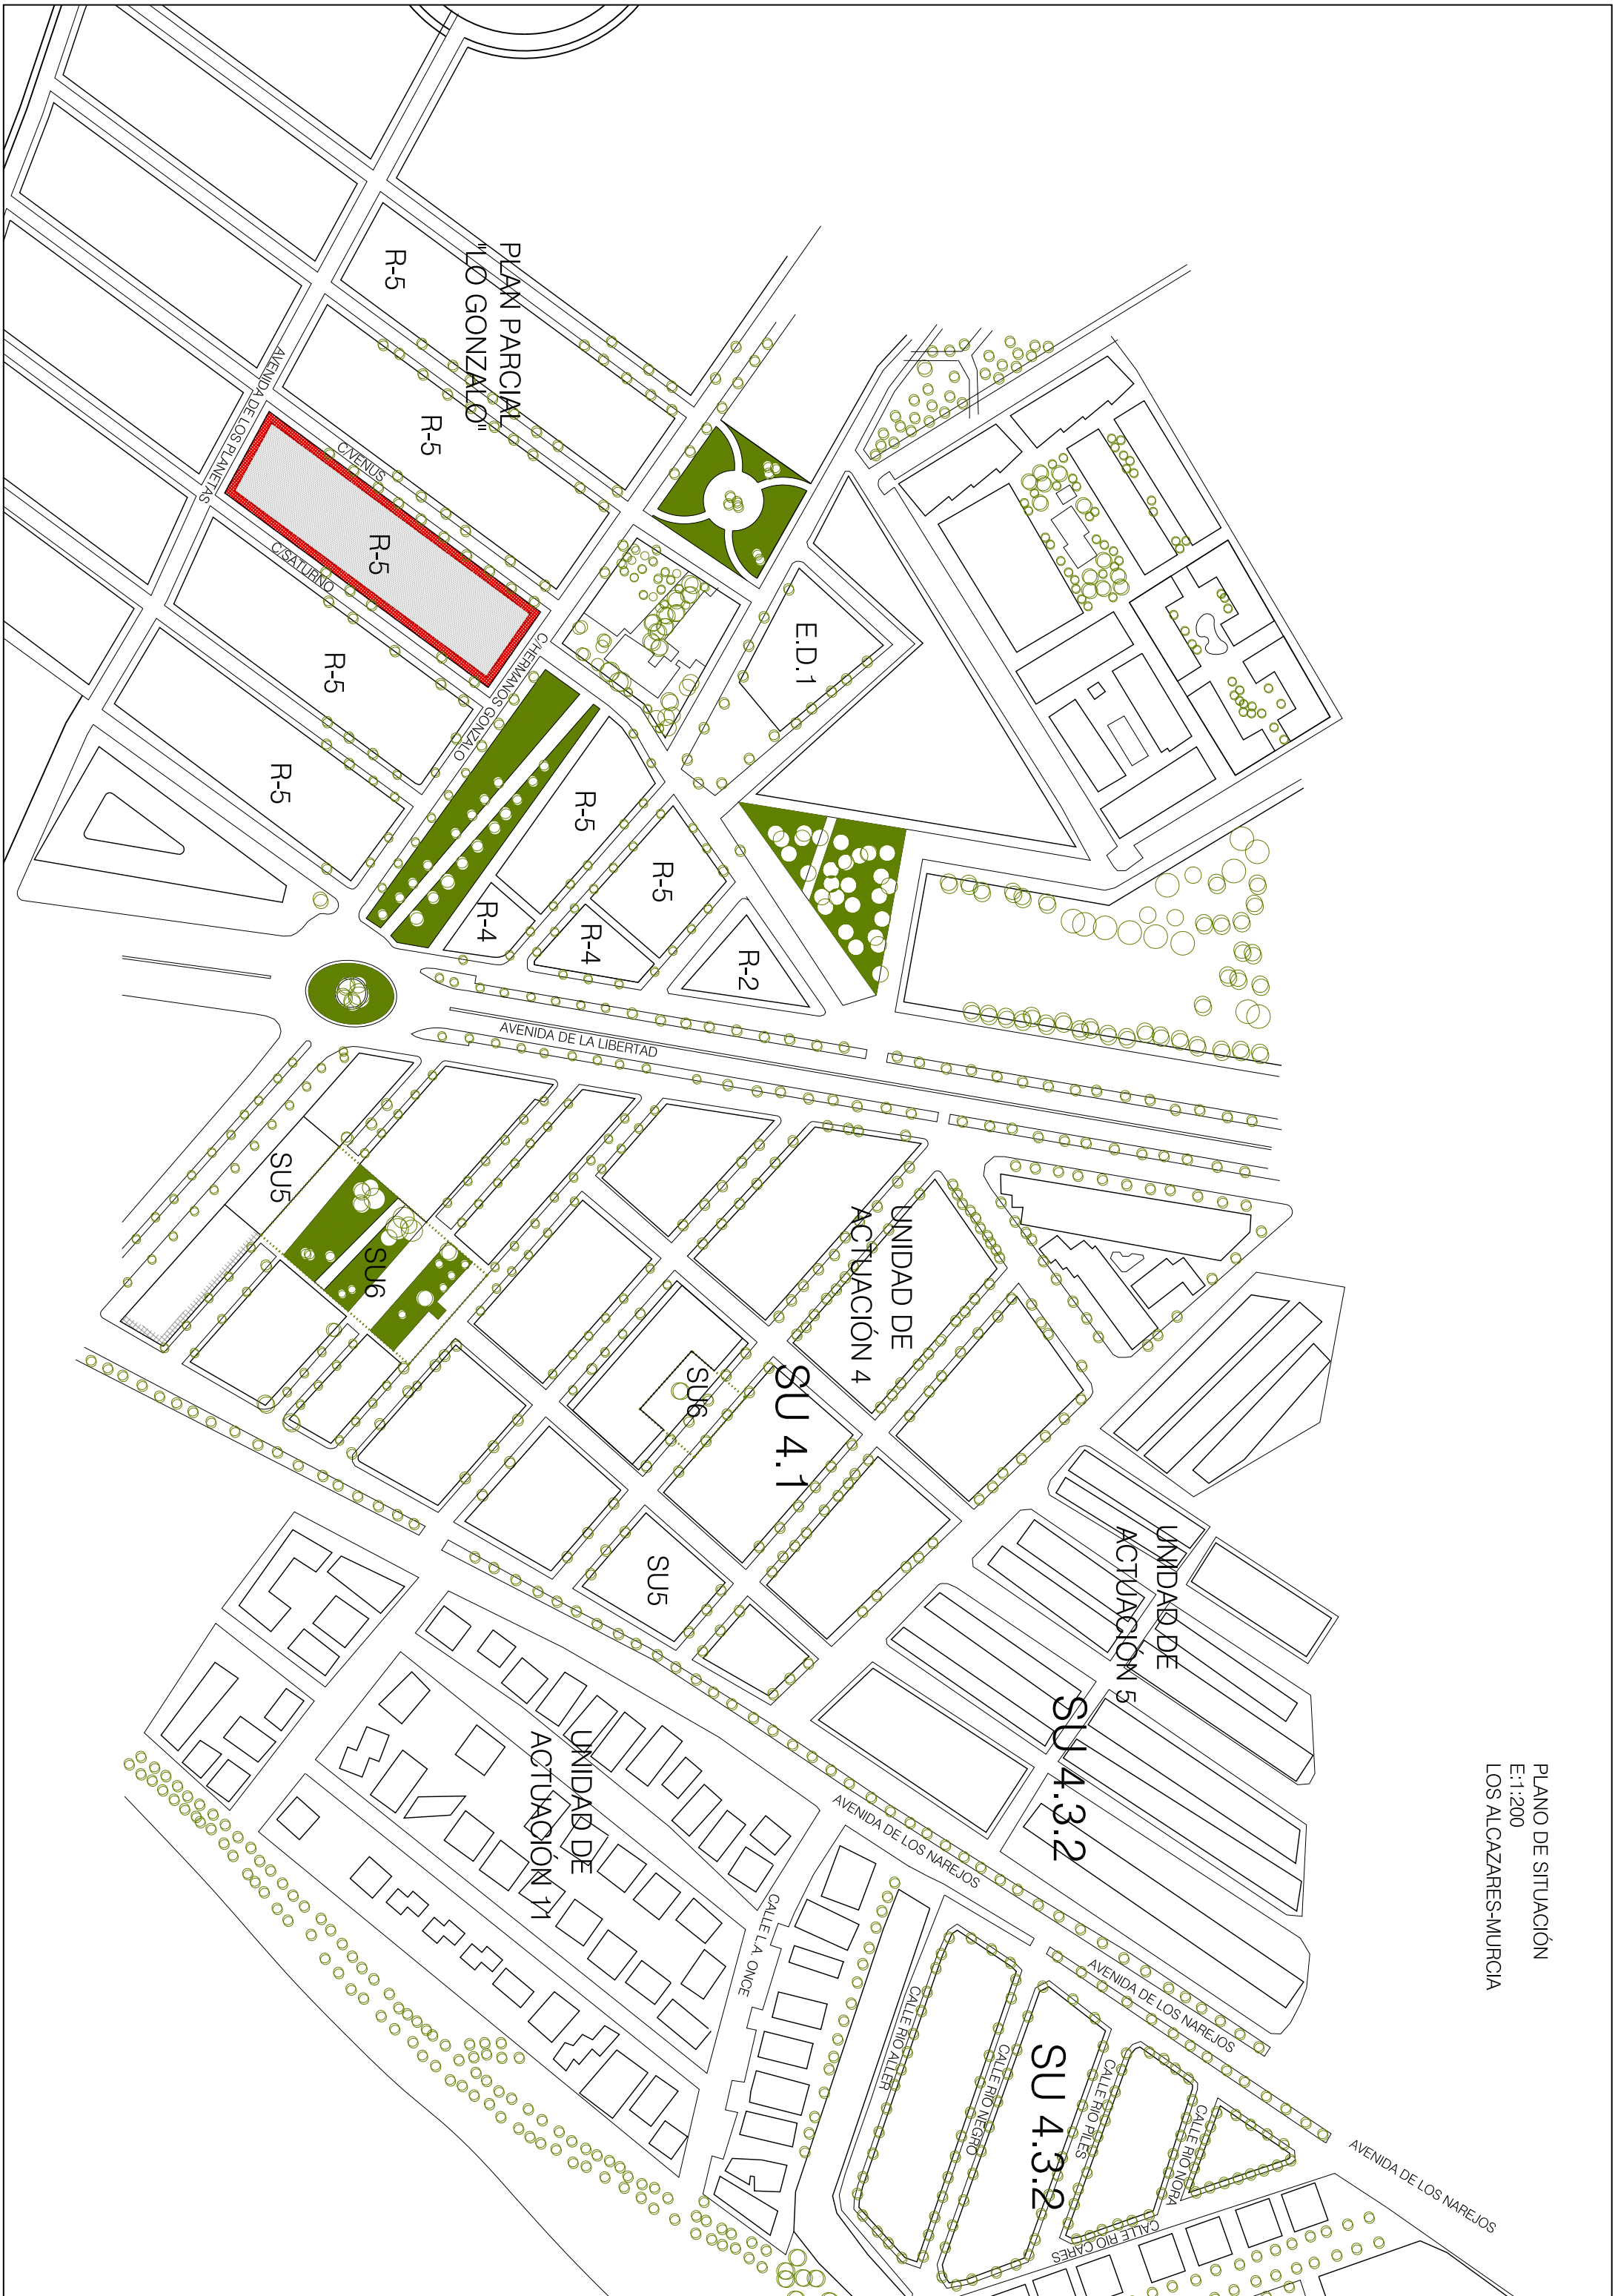 PLANO DE SITUACIÓN
E:1:200
LOS ALCAZARES-MURCIA
PLAN PARCIAL
"LO GONZALO"
R-5
R-5
R-5
R-5
R-5
AVENIDA DE LOS PLANETAS
C/VENUS
C/SATURNO
C/HERMANOS GONZALO
E.D.1
R-5
R-5
R-4
R-4
R-2
AVENIDA DE LA LIBERTAD
SU5
SU6
UNIDAD DE
ACTUACIÓN 4
SU 4.1
SU6
SU5
UNIDAD DE
ACTUACIÓN 5
SU 4.3.2
UNIDAD DE
ACTUACIÓN 11
AVENIDA DE LOS NAREJOS
CALLE L.A. ONCE
AVENIDA DE LOS NAREJOS
CALLE RIO ALLER
CALLE RIO NEGRO
SU 4.3.2
CALLE RIO PILES
CALLE RIO NORA
CALLE RIO CARES
AVENIDA DE LOS NAREJOS